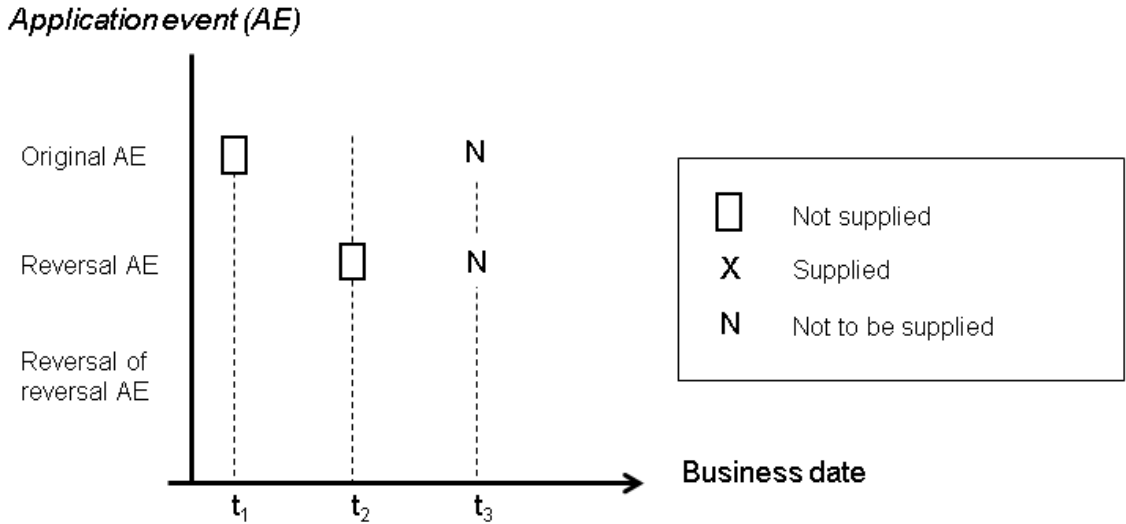 Application event (AE)
Original AE
N
Not supplied
Reversal AE
N
X Supplied
N Not to be supplied
Reversal of
reversal AE
Business date
t₁ t₂ t₃